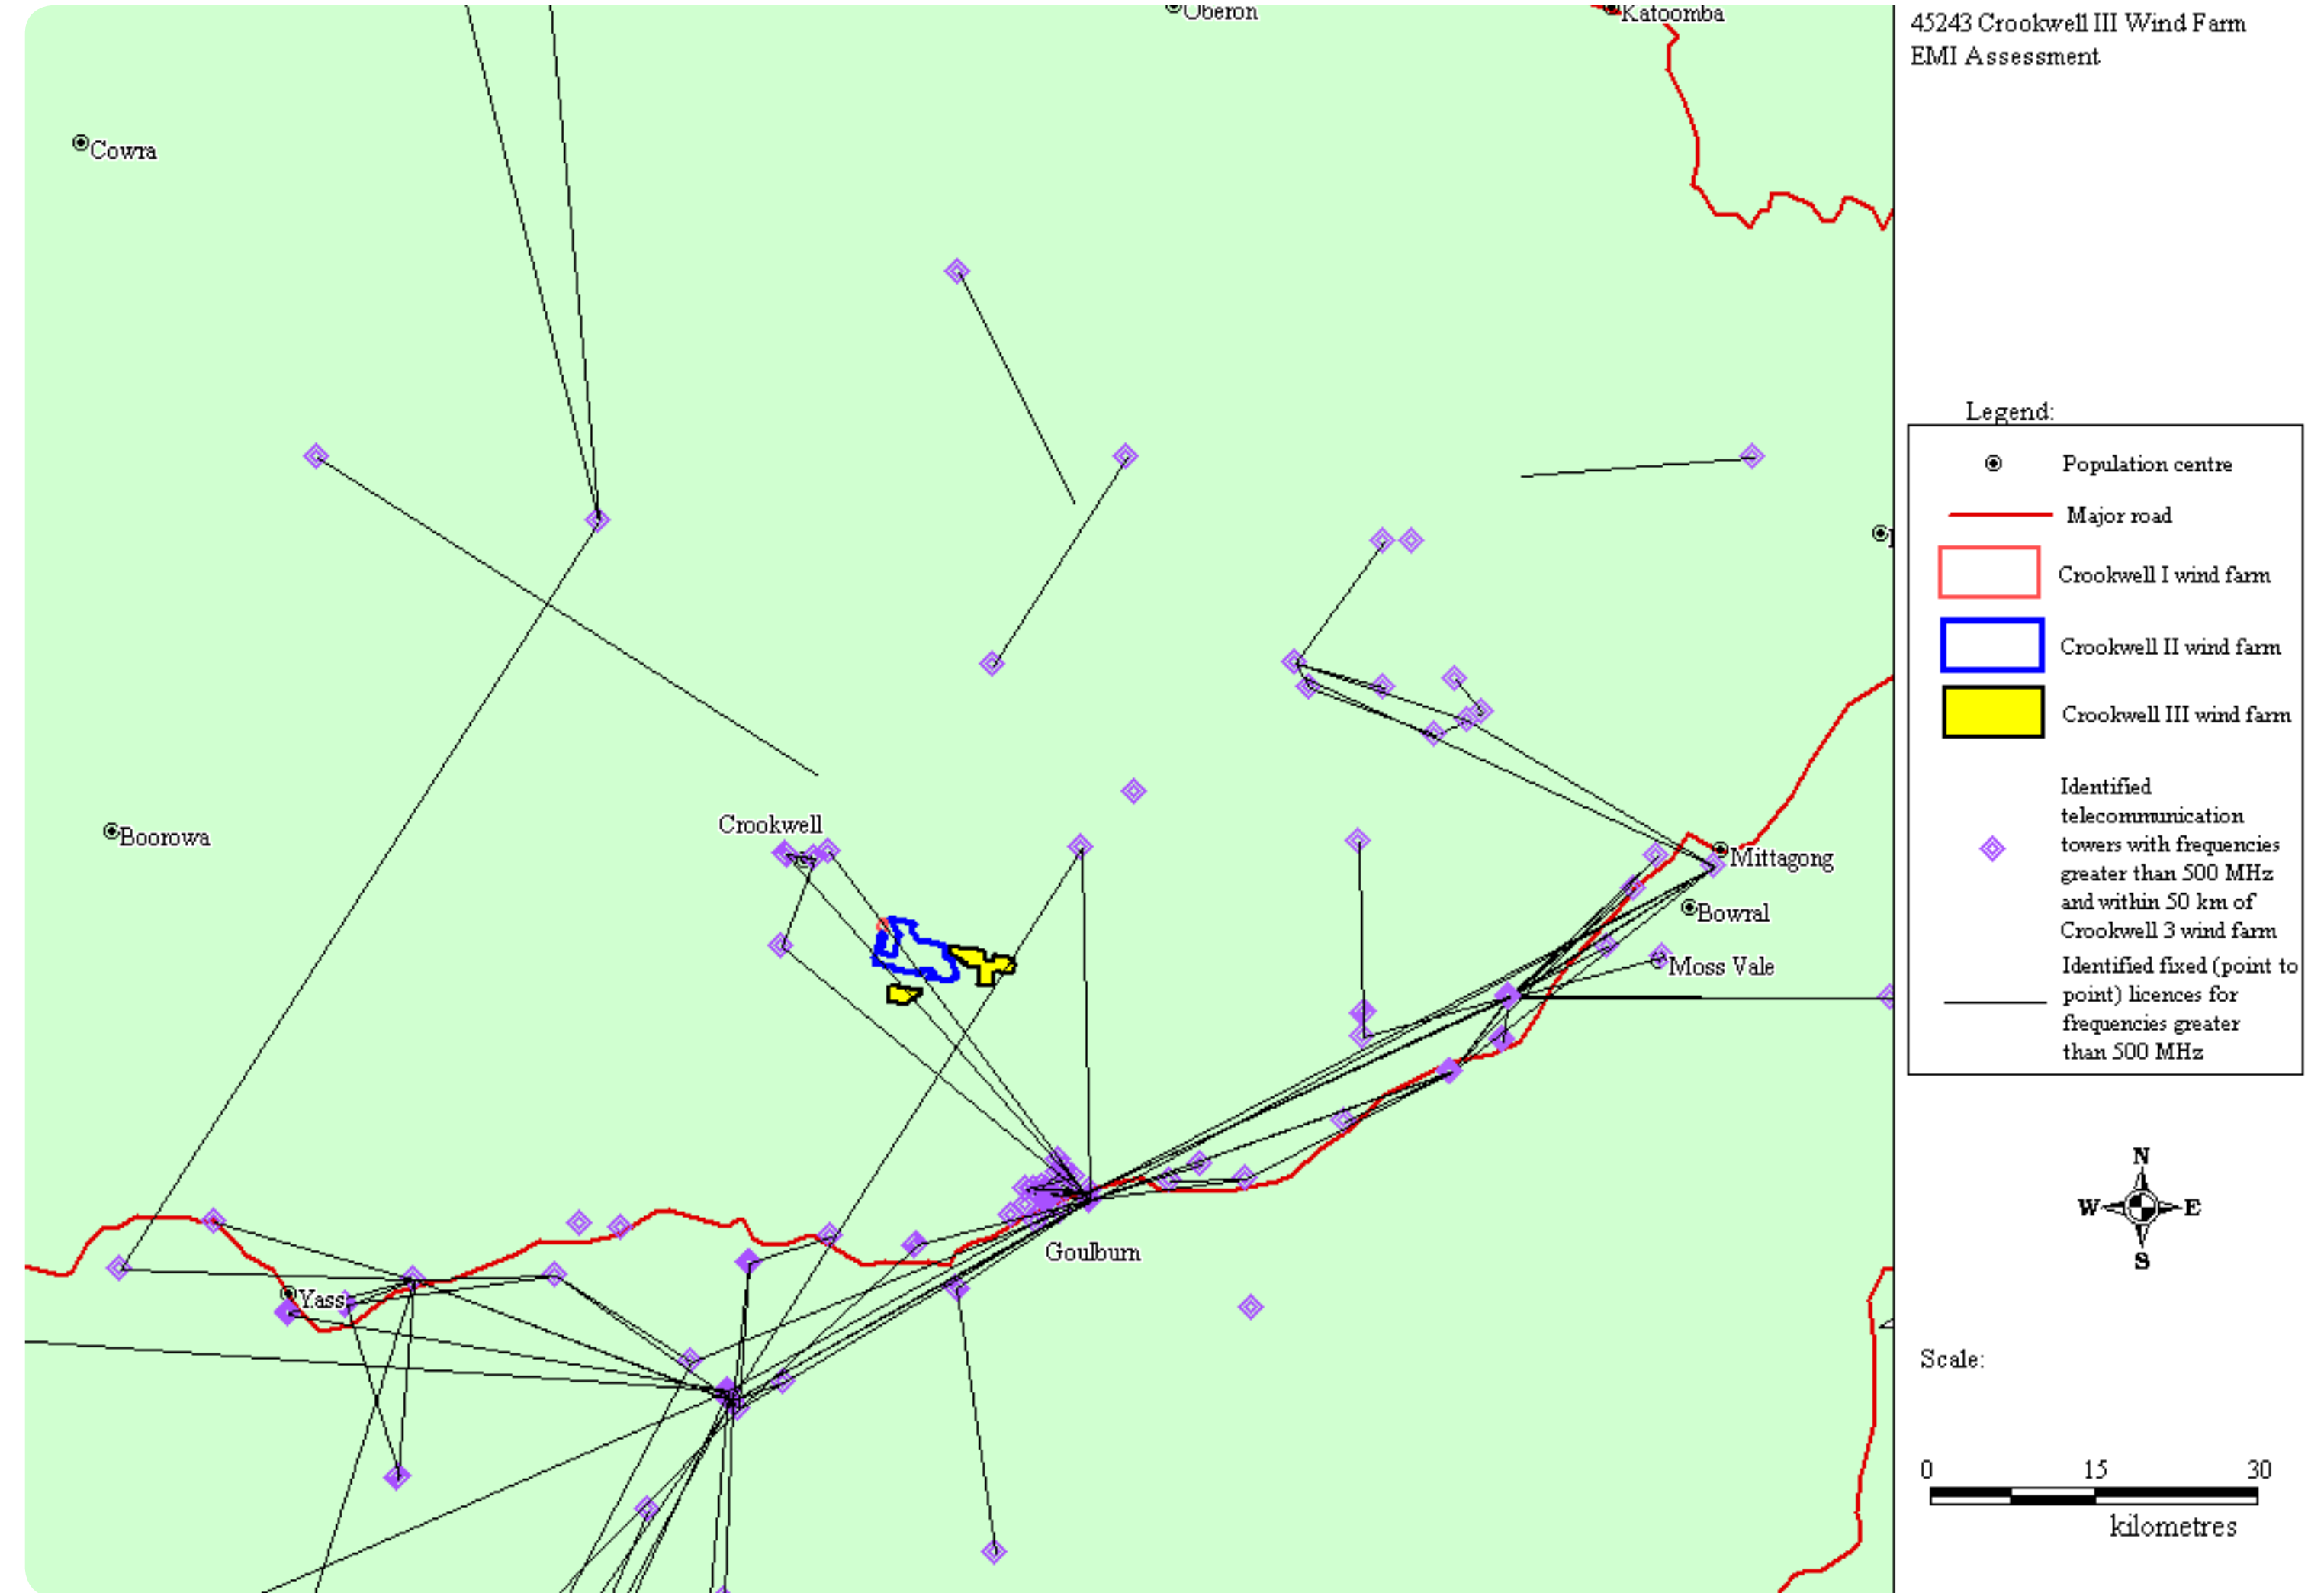 Oberon
Katoomba
45243 Crookwell III Wind Farm
EMI Assessment
Cowra
Legend:
Population centre
Major road
Crookwell I wind farm
Crookwell II wind farm
Crookwell III wind farm
Identified
telecommunication
towers with frequencies
greater than 500 MHz
and within 50 km of
Crookwell 3 wind farm
Identified fixed (point to
point) licences for
frequencies greater
than 500 MHz
Crookwell
Boorowa
Mittagong
Bowral
Moss Vale
Goulburn
Yass
N
W
E
S
Scale:
0 15 30
kilometres